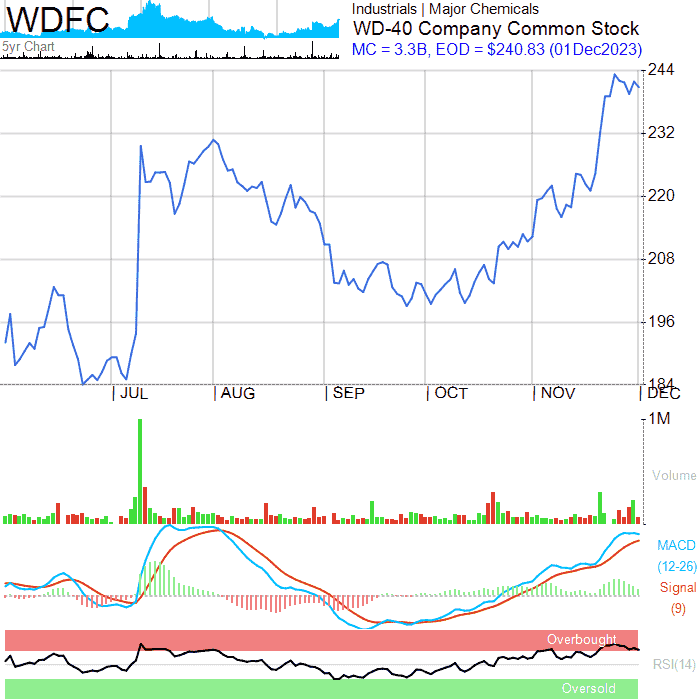 WDFC
5yr Chart
Industrials | Major Chemicals
WD-40 Company Common Stock
MC = 3.3B, EOD = $240.83 (01Dec2023)
244
232
220
208
196
184
JUL
AUG
SEP
OCT
NOV
DEC
1M
Volume
MACD
(12-26)
Signal
(9)
Overbought
RSI(14)
Oversold